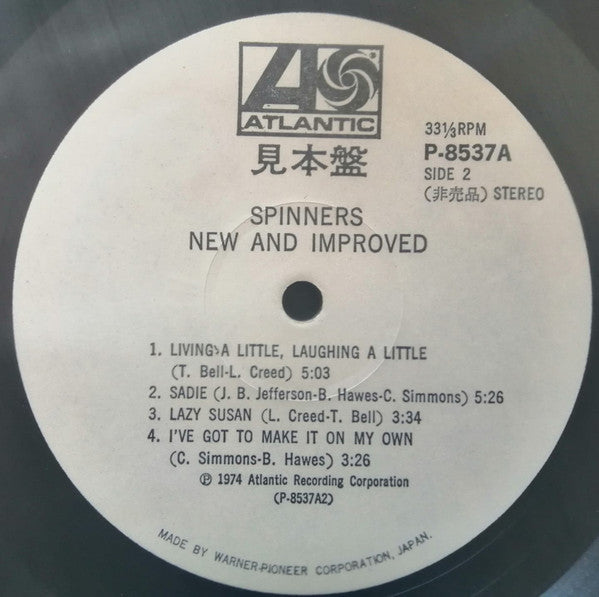 ATLANTIC
見本盤
33⅓RPM
P-8537A
SIDE 2
(非売品) STEREO
SPINNERS
NEW AND IMPROVED
1. LIVING A LITTLE, LAUGHING A LITTLE
(T. Bell-L. Creed) 5:03
2. SADIE (J. B. Jefferson-B. Hawes-C. Simmons) 5:26
3. LAZY SUSAN (L. Creed-T. Bell) 3:34
4. I'VE GOT TO MAKE IT ON MY OWN
(C. Simmons-B. Hawes) 3:26
℗ 1974 Atlantic Recording Corporation
(P-8537A2)
MADE BY WARNER-PIONEER CORPORATION, JAPAN.